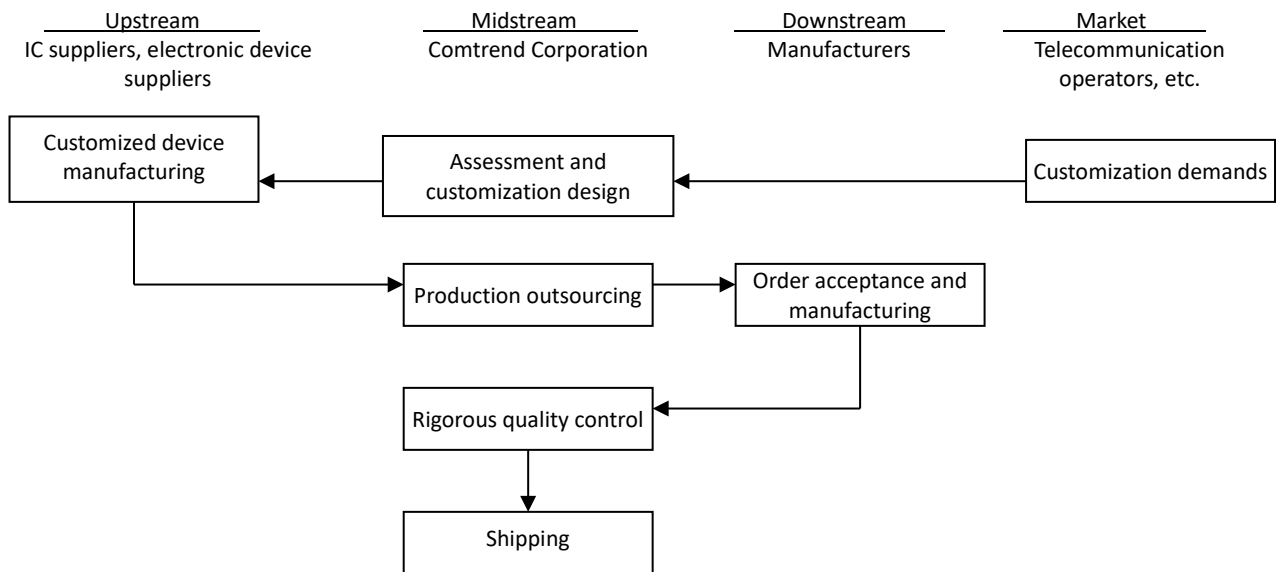 Upstream
Midstream
Downstream
Market
IC suppliers, electronic device
suppliers
Comtrend Corporation
Manufacturers
Telecommunication
operators, etc.
Customized device
manufacturing
Assessment and
customization design
Customization demands
Production outsourcing
Order acceptance and
manufacturing
Rigorous quality control
Shipping